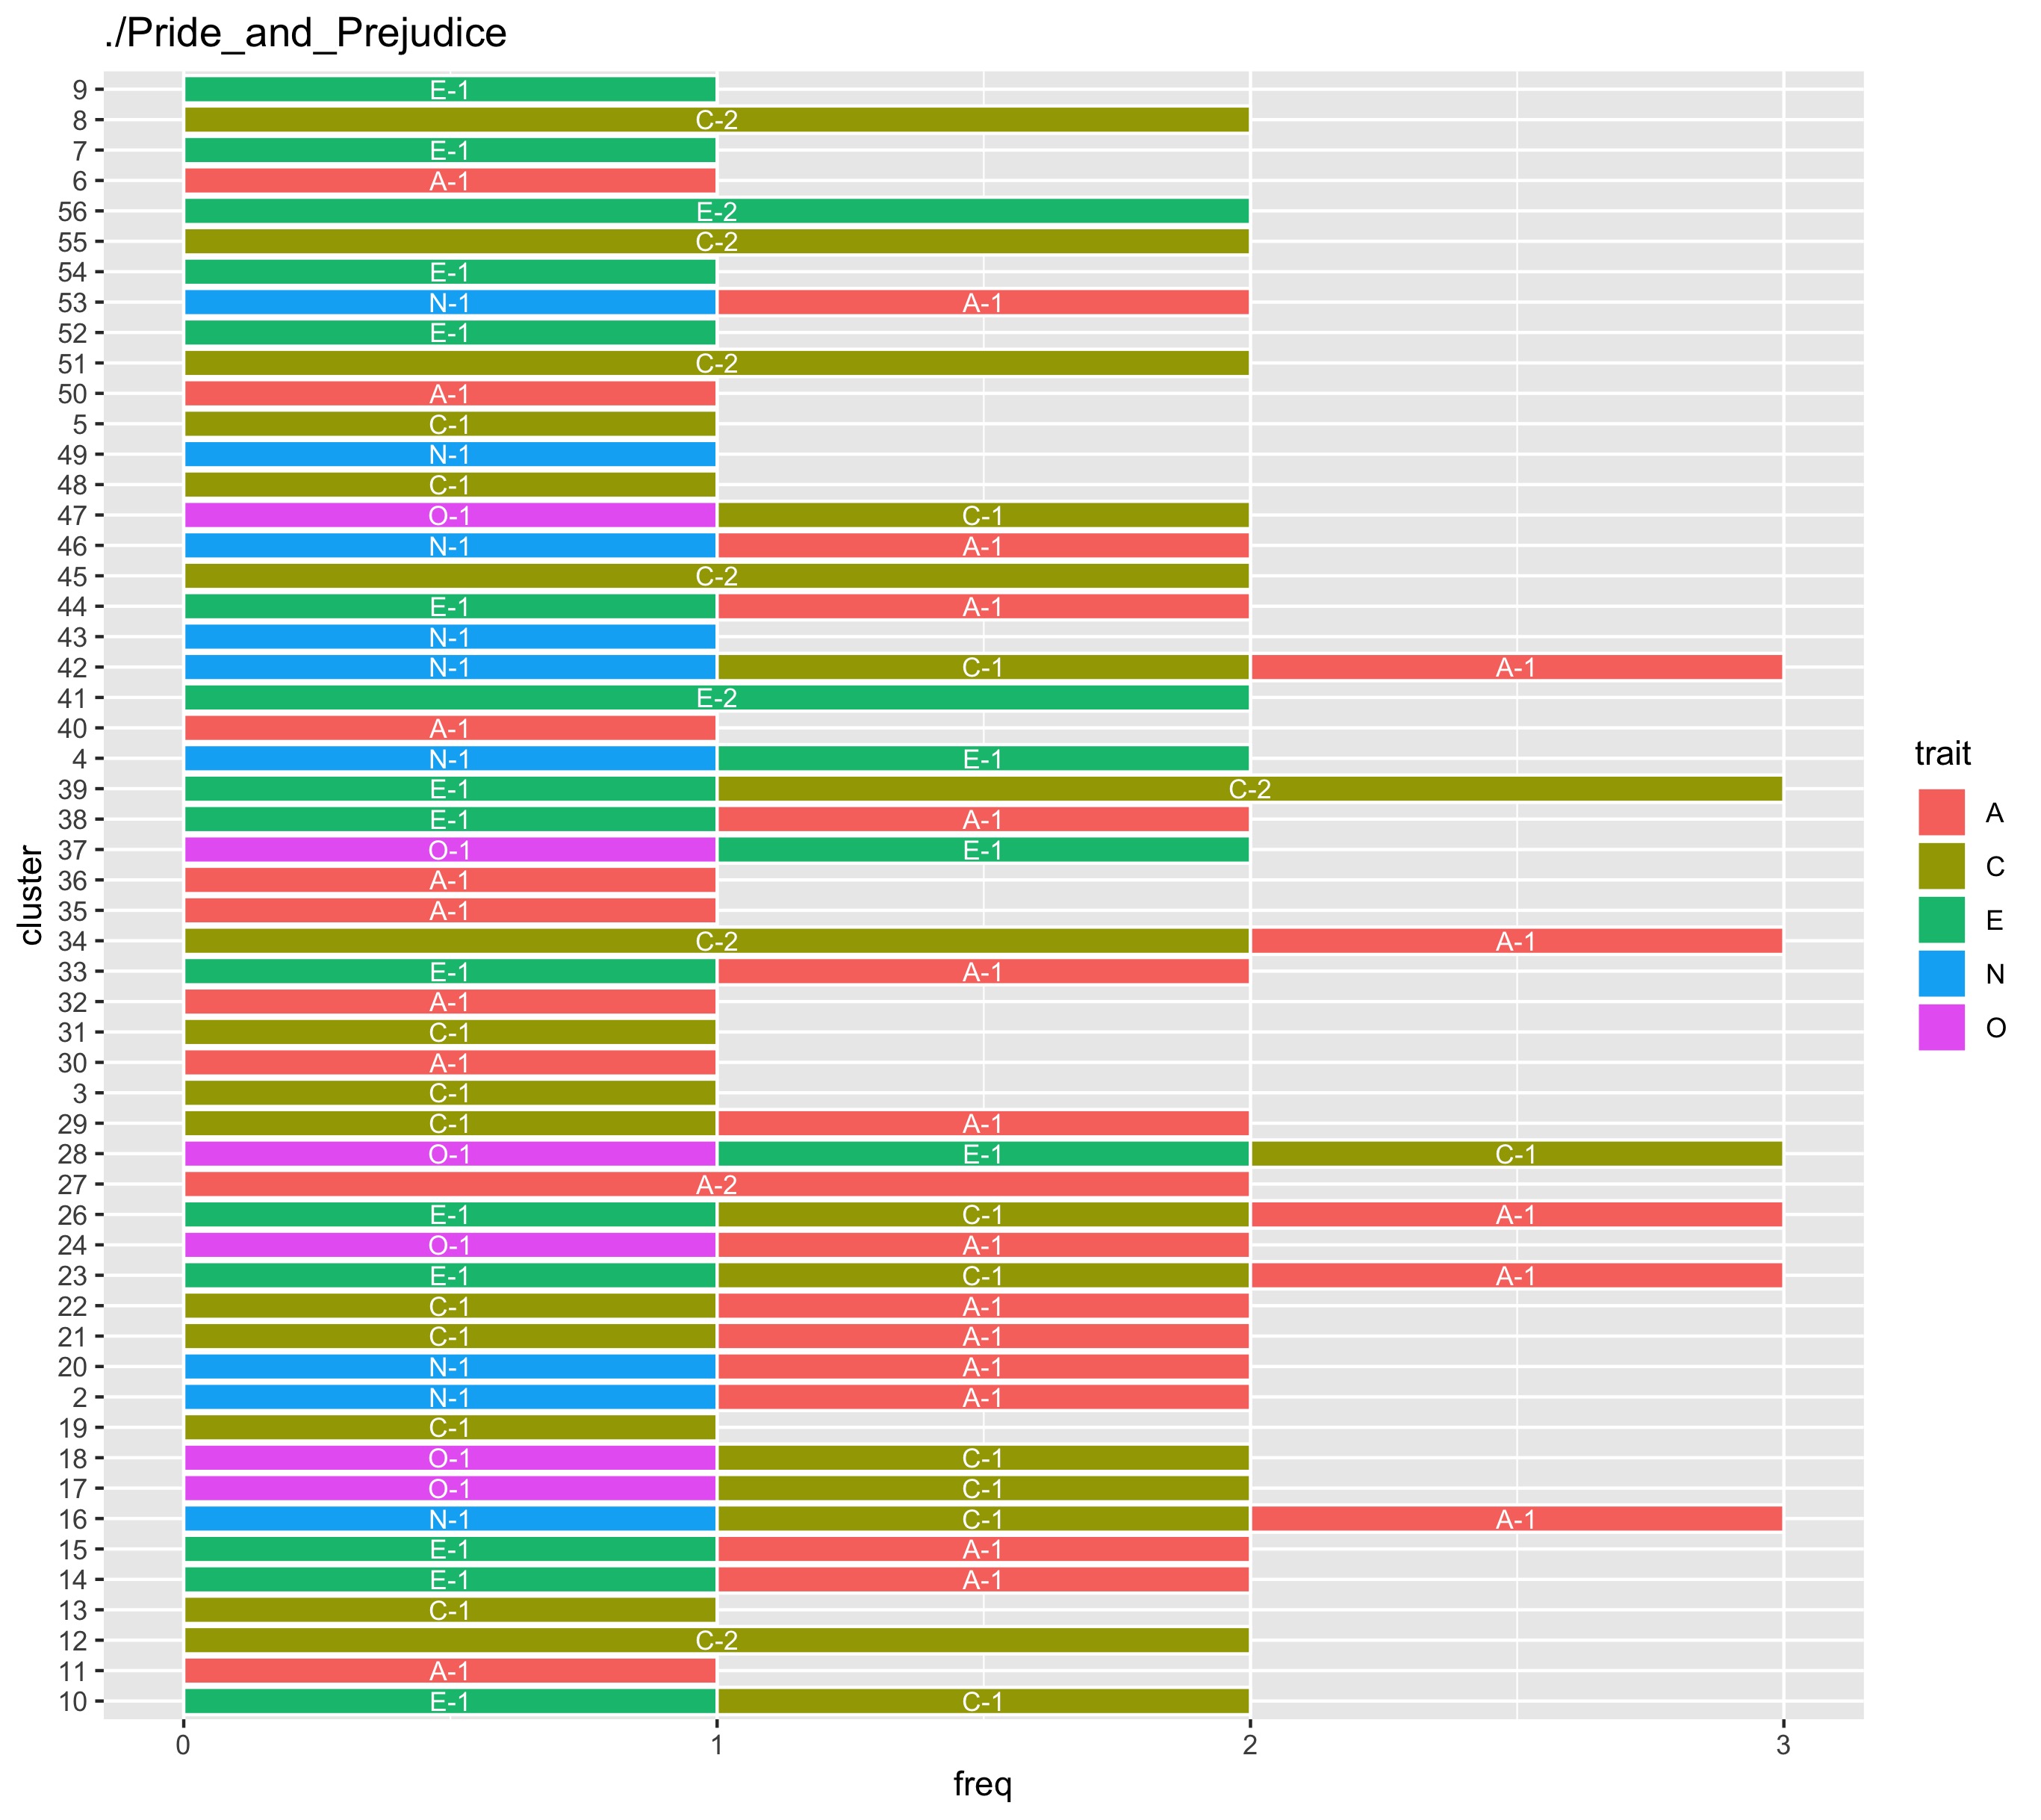 ./Pride_and_Prejudice
9 E-1
8 C-2
7 E-1
6 A-1
56 E-2
55 C-2
54 E-1
53 N-1 A-1
52 E-1
51 C-2
50 A-1
5 C-1
49 N-1
48 C-1
47 O-1 C-1
46 N-1 A-1
45 C-2
44 E-1 A-1
43 N-1
42 N-1 C-1 A-1
41 E-2
40 A-1
4 N-1 E-1
39 E-1 C-2
38 E-1 A-1
37 O-1 E-1
36 A-1
35 A-1
34 C-2 A-1
33 E-1 A-1
32 A-1
31 C-1
30 A-1
3 C-1
29 C-1 A-1
28 O-1 E-1 C-1
27 A-2
26 E-1 C-1 A-1
24 O-1 A-1
23 E-1 C-1 A-1
22 C-1 A-1
21 C-1 A-1
20 N-1 A-1
2 N-1 A-1
19 C-1
18 O-1 C-1
17 O-1 C-1
16 N-1 C-1 A-1
15 E-1 A-1
14 E-1 A-1
13 C-1
12 C-2
11 A-1
10 E-1 C-1
0 1 2 3
freq
cluster
trait
A
C
E
N
O